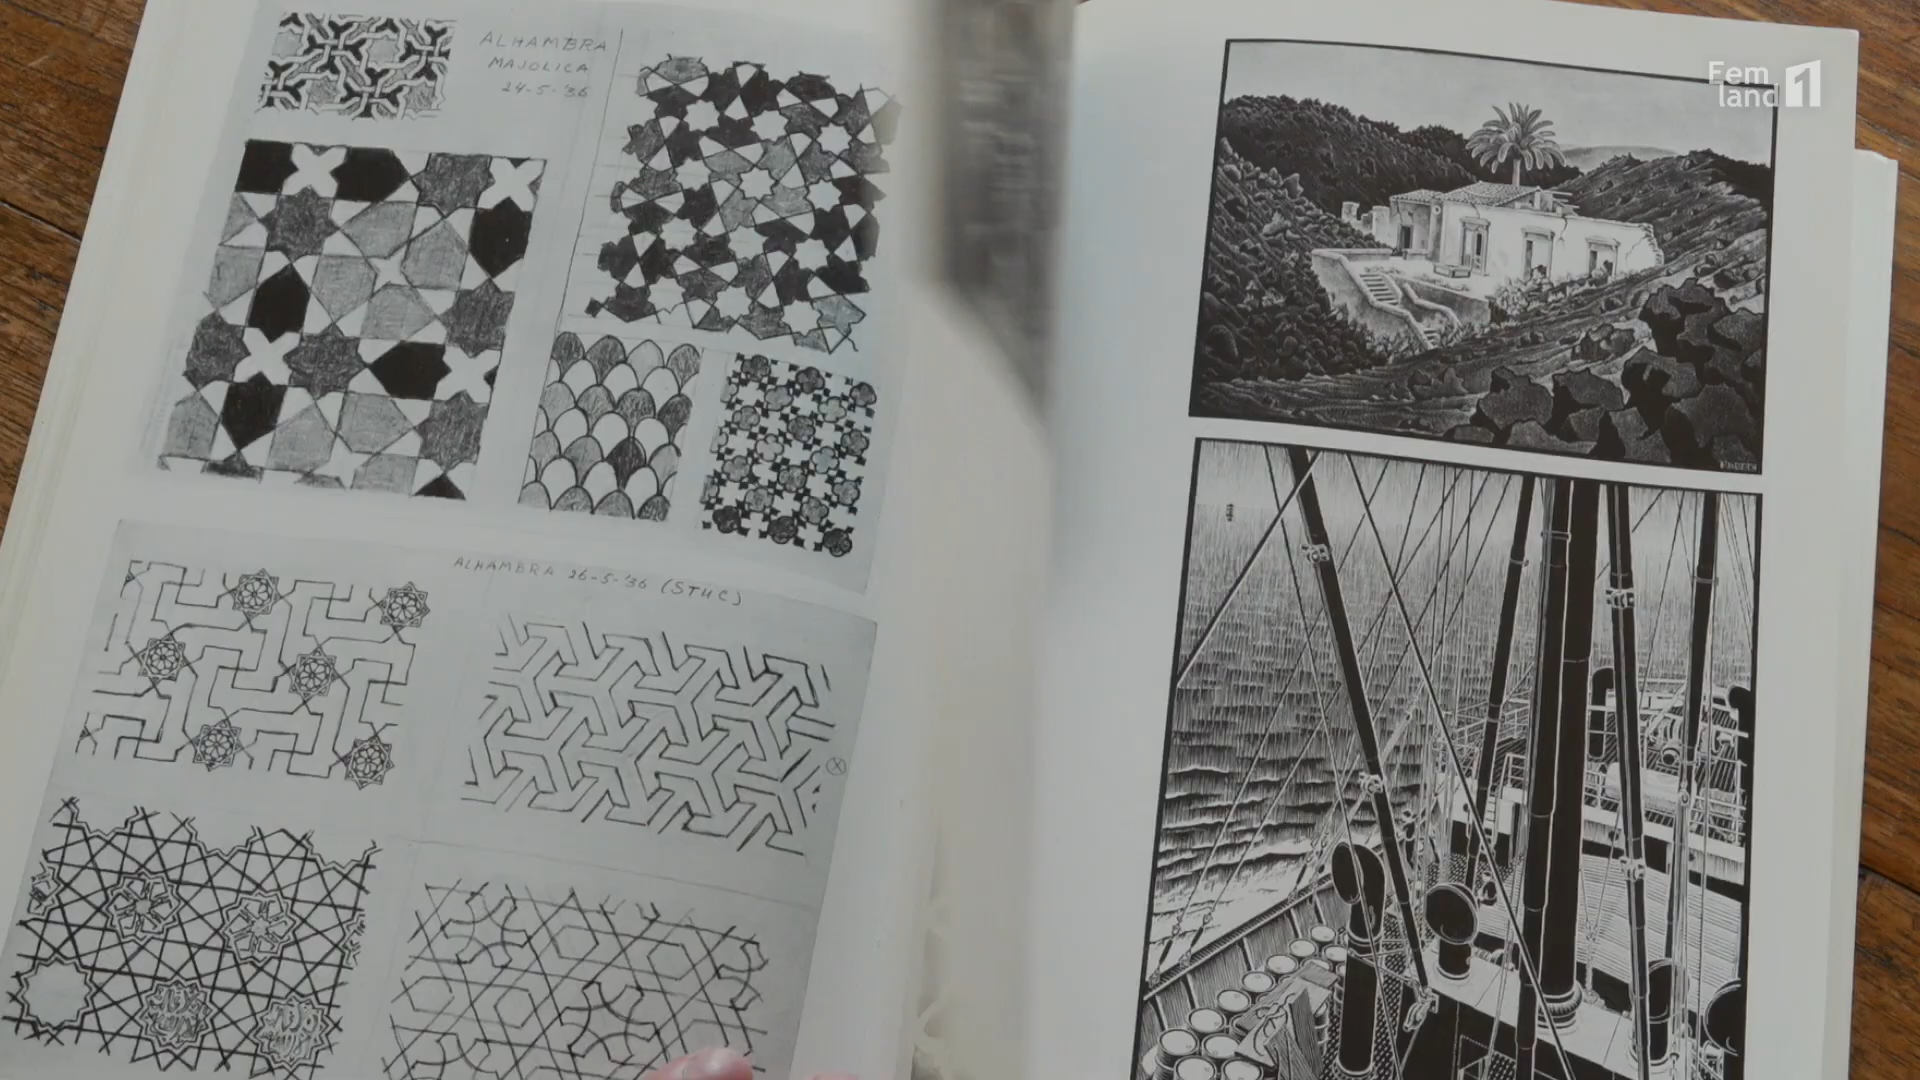 ALHAMBRA
MAJOLICA
24-5-'36
ALHAMBRA 26-5-'36 (STUC)
Fem
land 1